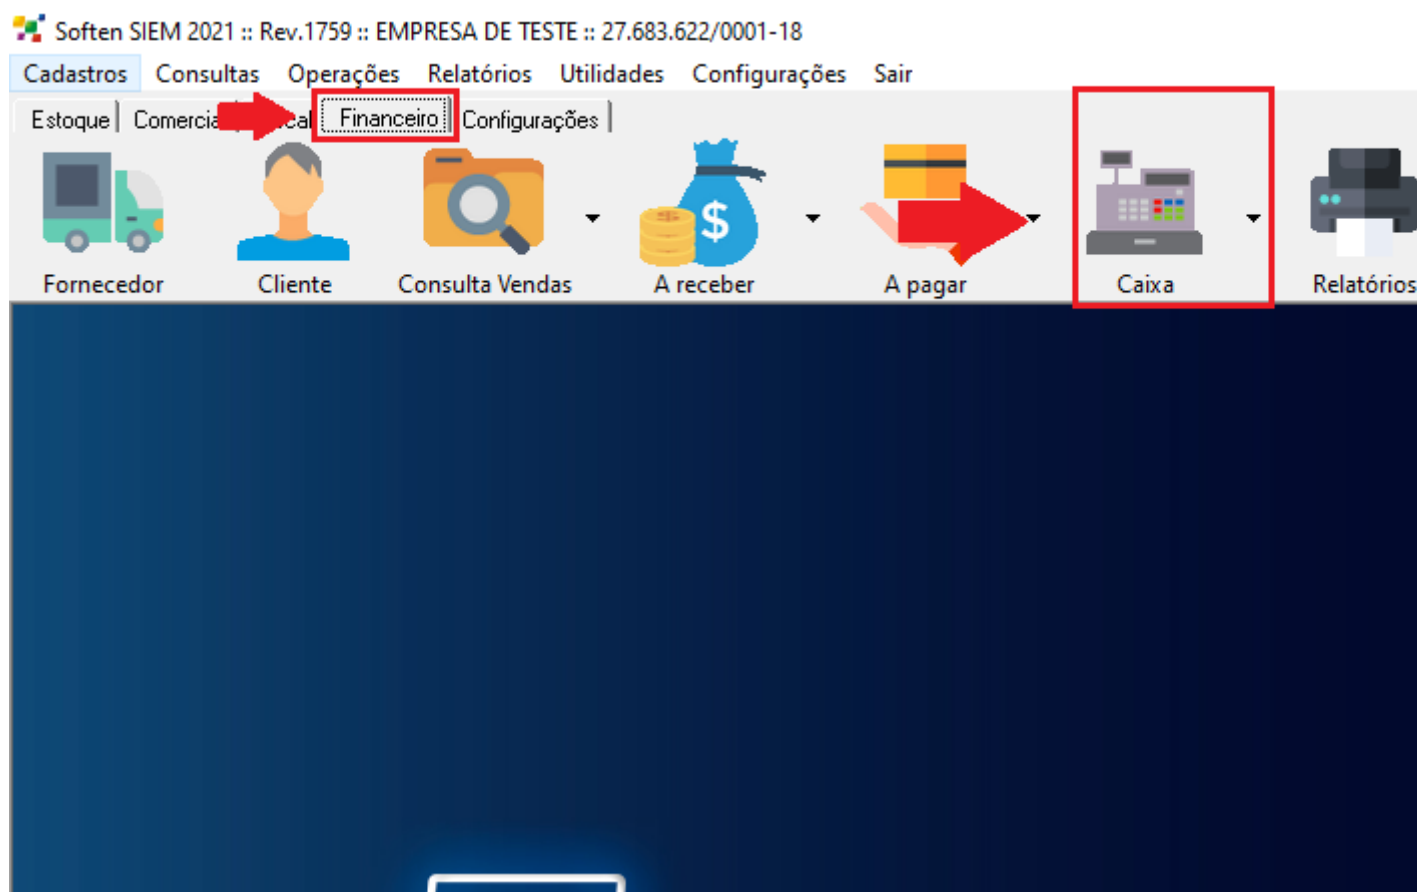 Soften SIEM 2021 :: Rev.1759 :: EMPRESA DE TESTE :: 27.683.622/0001-18
Cadastros Consultas Operações Relatórios Utilidades Configurações Sair
Estoque Financeiro Configurações
$ $
Fornecedor Cliente Consulta Vendas A receber A pagar Caixa Relatórios